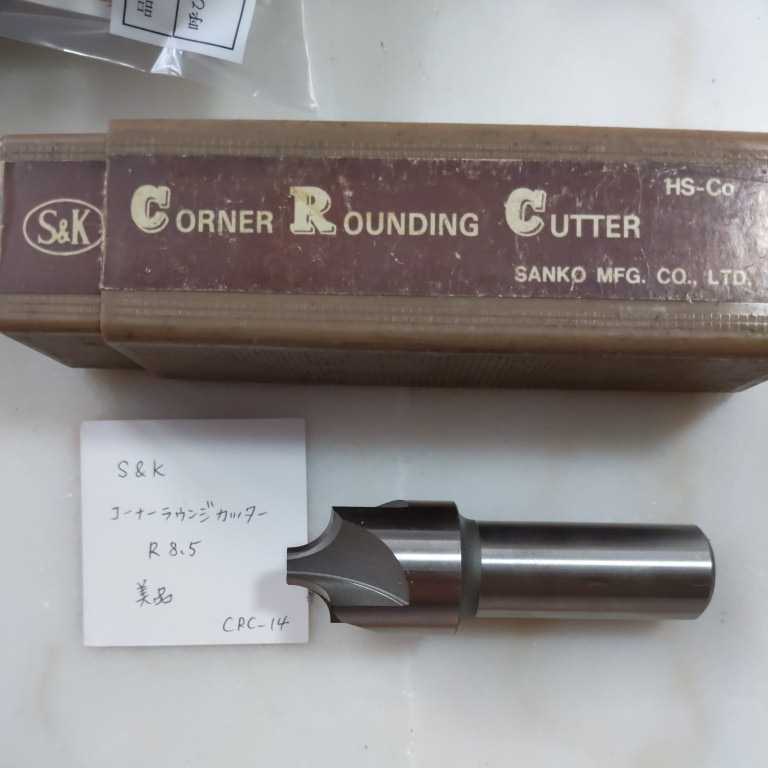 S&K
CORNER ROUNDING CUTTER
HS-Co
SANKO MFG. CO., LTD.
S&K
コーナーラウンジカッター
R 8.5
美品
CRC-14